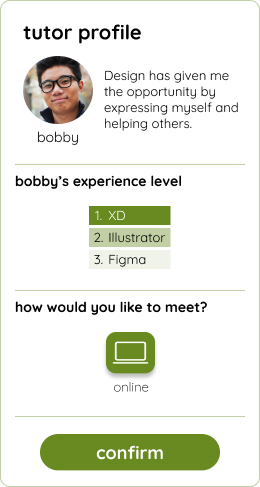 tutor profile
Design has given me
the opportunity by
expressing myself and
helping others.
bobby
bobby's experience level
1. XD
2. Illustrator
3. Figma
how would you like to meet?
online
confirm